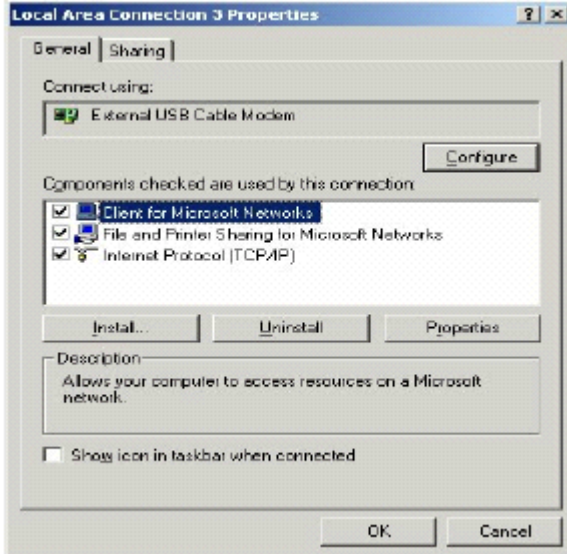 Local Area Connection 3 Properties
General
Sharing
Connect using:
External USB Cable Modem
Configure
Components checked are used by this connection:
Client for Microsoft Networks
File and Printer Sharing for Microsoft Networks
Internet Protocol (TCP/IP)
Install...
Uninstall
Properties
Description
Allows your computer to access resources on a Microsoft
network.
Show icon in taskbar when connected
OK
Cancel